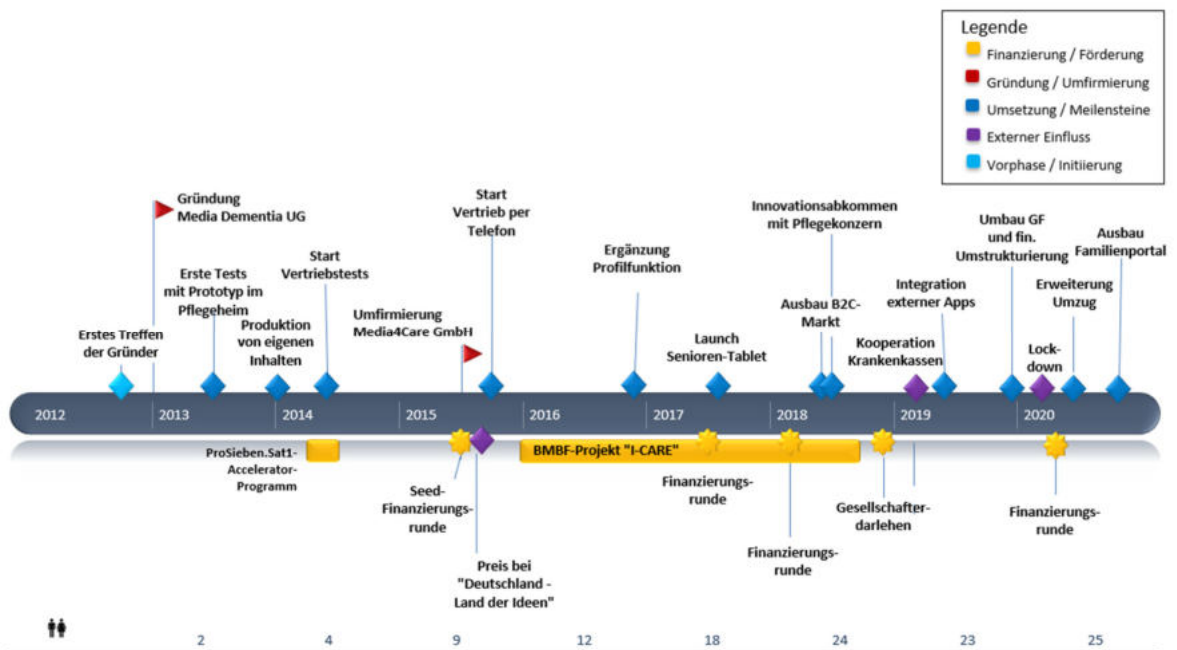 Legende
Finanzierung / Förderung
Gründung / Umfirmierung
Umsetzung / Meilensteine
Externer Einfluss
Vorphase / Initiierung
Erstes Treffen
der Gründer
Gründung
Media Dementia UG
Erste Tests
mit Prototyp im
Pflegeheim
Produktion
von eigenen
Inhalten
Start
Vertriebstests
Umfirmierung
Media4Care GmbH
Start
Vertrieb per
Telefon
Ergänzung
Profilfunktion
Launch
Senioren-Tablet
Innovationsabkommen
mit Pflegekonzern
Ausbau B2C-
Markt
Kooperation
Krankenkassen
Integration
externer Apps
Umbau GF
und fin.
Umstrukturierung
Lock-
down
Erweiterung
Umzug
Ausbau
Familienportal
2012
2013
2014
2015
2016
2017
2018
2019
2020
ProSieben.Sat1-
Accelerator-
Programm
Seed-
Finanzierungs-
runde
Preis bei
"Deutschland -
Land der Ideen"
BMBF-Projekt "I-CARE"
Finanzierungs-
runde
Finanzierungs-
runde
Gesellschafter-
darlehen
Finanzierungs-
runde
2
4
9
12
18
24
23
25